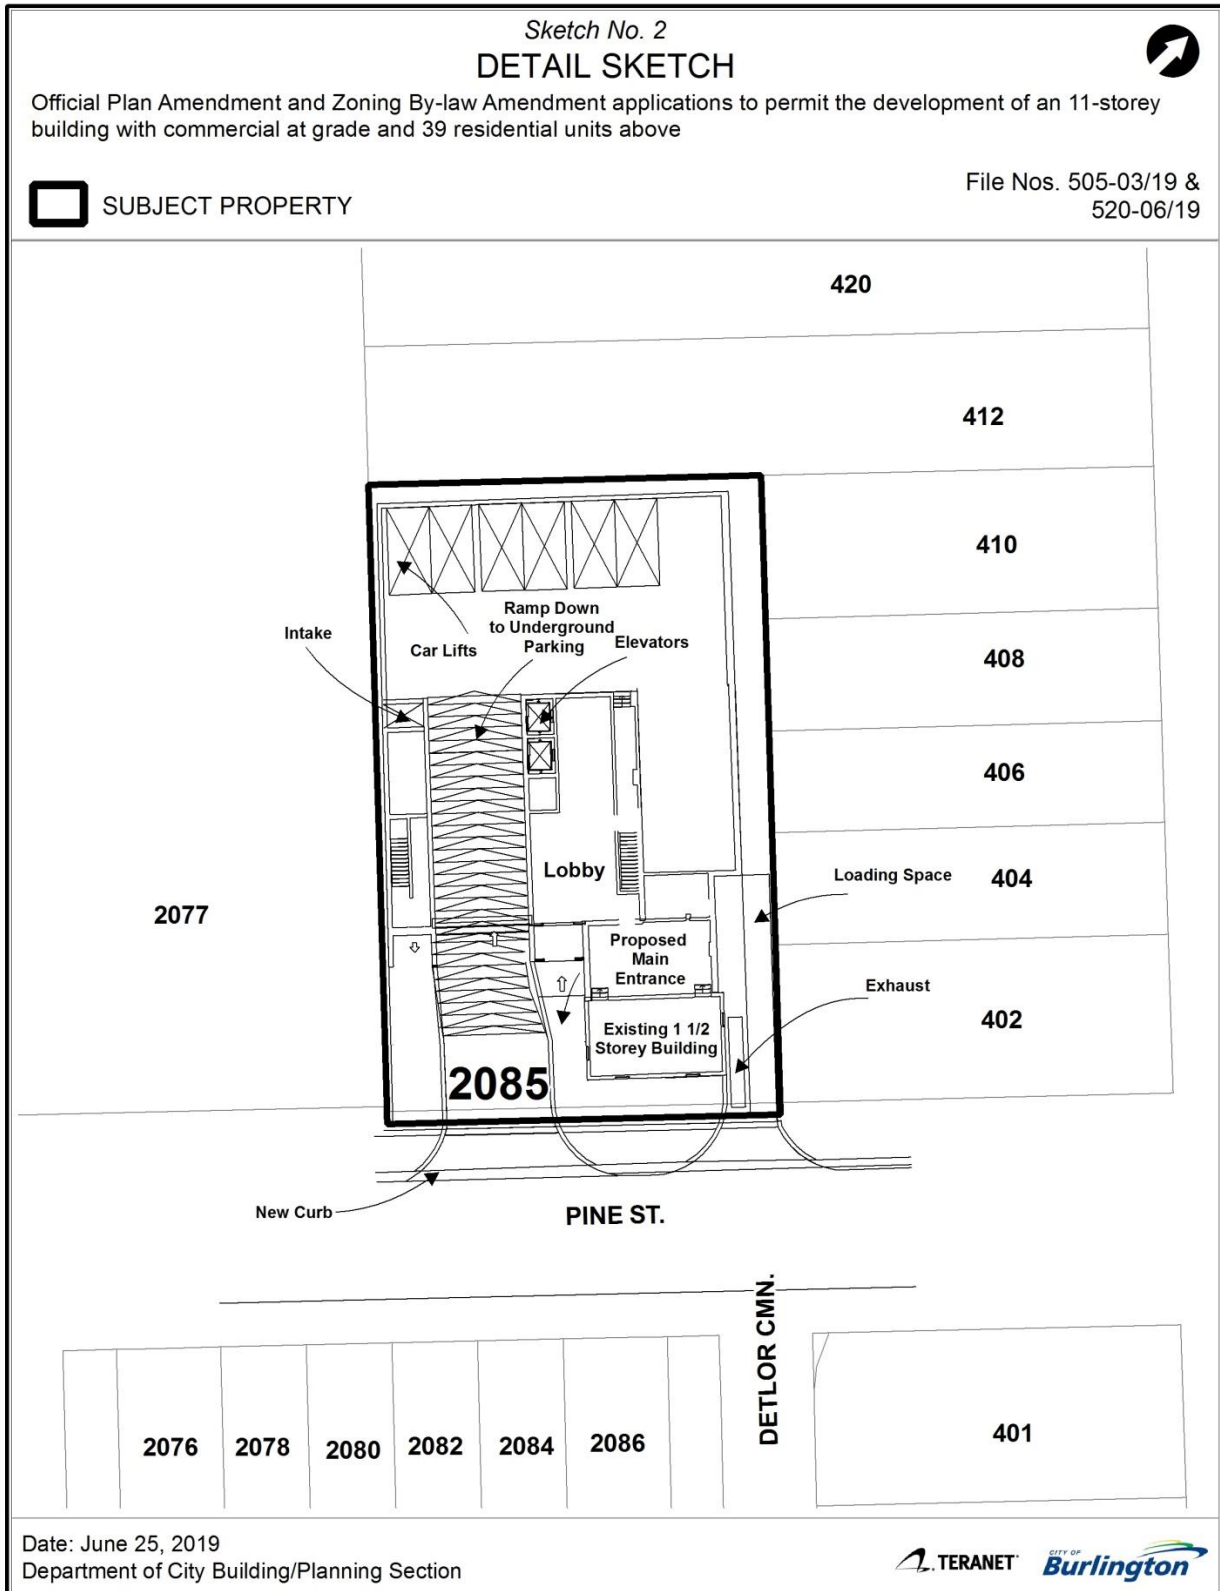 Sketch No. 2
DETAIL SKETCH
Official Plan Amendment and Zoning By-law Amendment applications to permit the development of an 11-storey
building with commercial at grade and 39 residential units above
SUBJECT PROPERTY
File Nos. 505-03/19 &
520-06/19
420
412
410
408
406
404
402
Intake
Car Lifts
Ramp Down
to Underground
Parking
Elevators
Lobby
Loading Space
2077
Proposed
Main
Entrance
Exhaust
Existing 1 1/2
Storey Building
2085
New Curb
PINE ST.
DETLOR CMN.
2076
2078
2080
2082
2084
2086
401
Date: June 25, 2019
Department of City Building/Planning Section
TERANET
CITY OF
Burlington